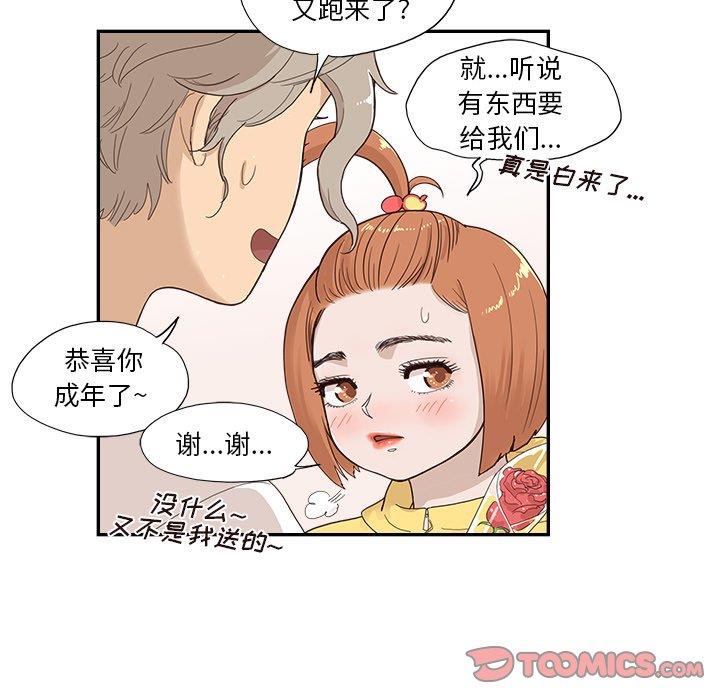 又跑来了?
就...听说
有东西要
给我们...
真是白来了...
恭喜你
成年了~
谢...谢...
没什么~
又不是我送的~
TOOMICS.COM